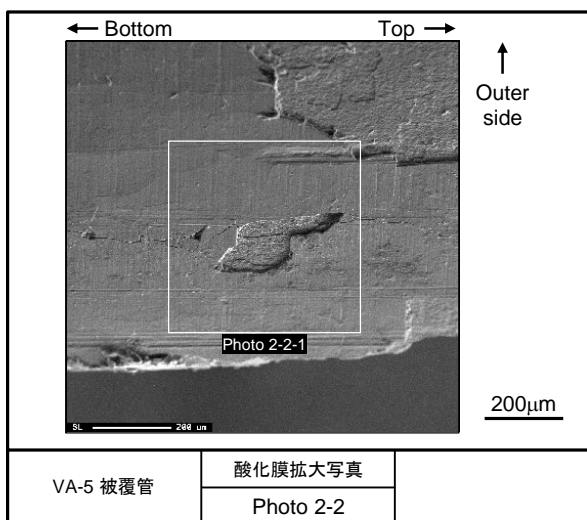 ← Bottom Top →
↑
Outer
side
Photo 2-2-1
SL 200 um
200μm
VA-5 被覆管
酸化膜拡大写真
Photo 2-2